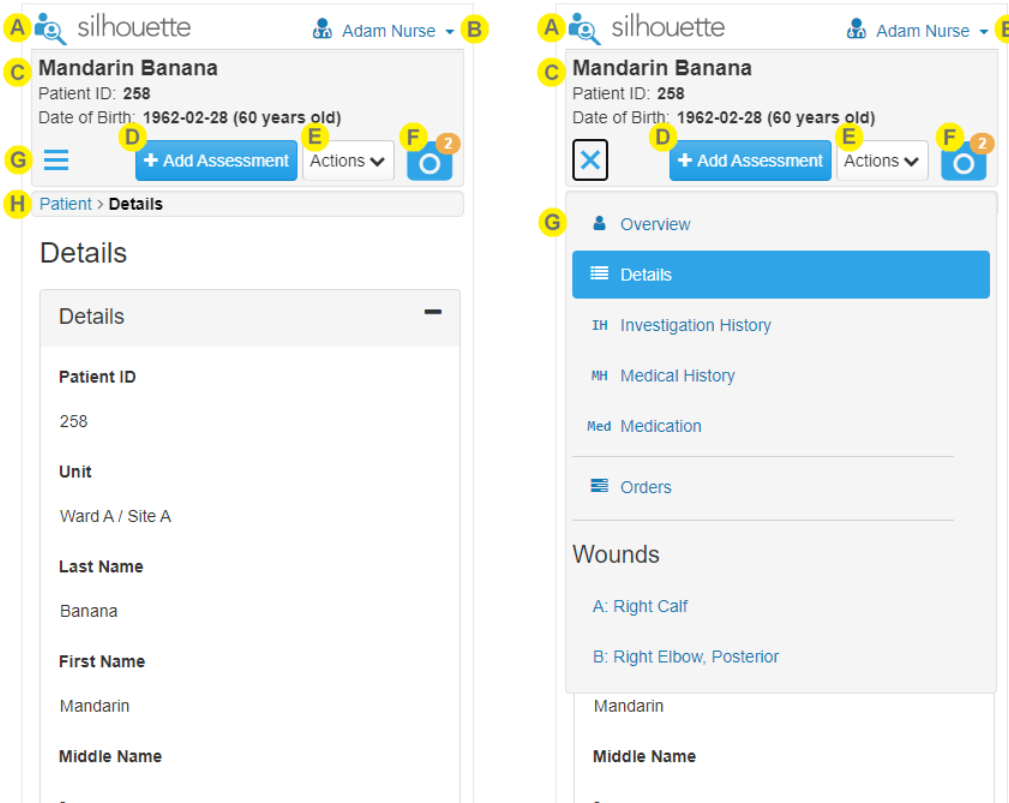 A silhouette Adam Nurse B
C Mandarin Banana
Patient ID: 258
Date of Birth: 1962-02-28 (60 years old)
D E F 2
G + Add Assessment Actions
H Patient > Details
Details
Details
Patient ID
258
Unit
Ward A / Site A
Last Name
Banana
First Name
Mandarin
Middle Name
A silhouette Adam Nurse B
C Mandarin Banana
Patient ID: 258
Date of Birth: 1962-02-28 (60 years old)
D E F 2
+ Add Assessment Actions
G Overview
Details
IH Investigation History
MH Medical History
Med Medication
Orders
Wounds
A: Right Calf
B: Right Elbow, Posterior
Mandarin
Middle Name